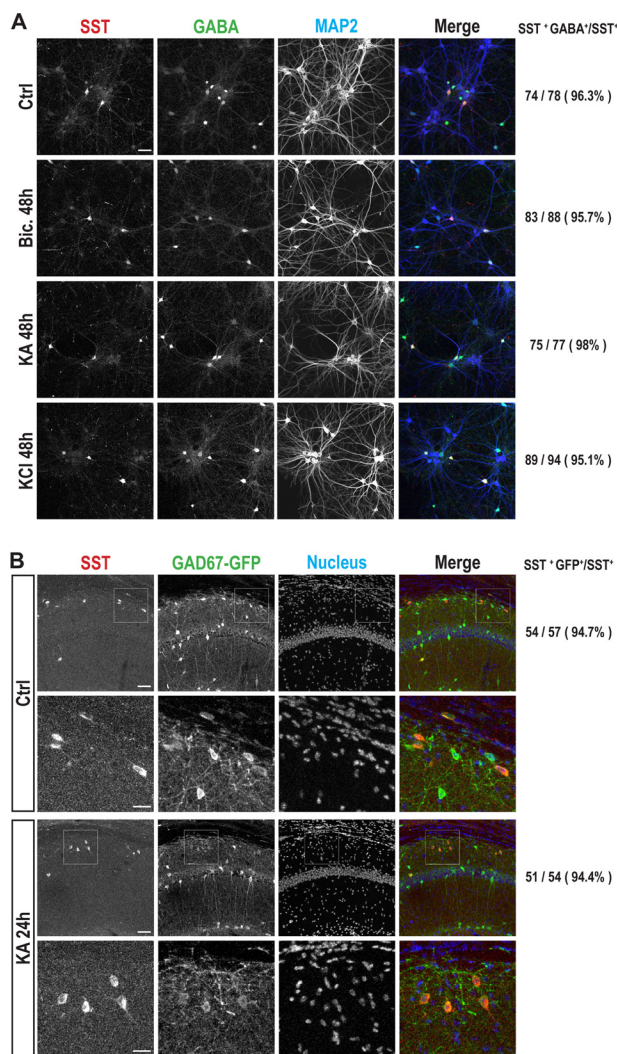 A
SST GABA MAP2 Merge SST + GABA+/SST+
Ctrl
74 / 78 ( 96.3%)
Bic. 48h
83 / 88 ( 95.7%)
KA 48h
75 / 77 ( 98%)
KCl 48h
89 / 94 ( 95.1%)
B
SST GAD67-GFP Nucleus Merge SST + GFP+/SST+
Ctrl
54 / 57 ( 94.7%)
KA 24h
51 / 54 ( 94.4%)